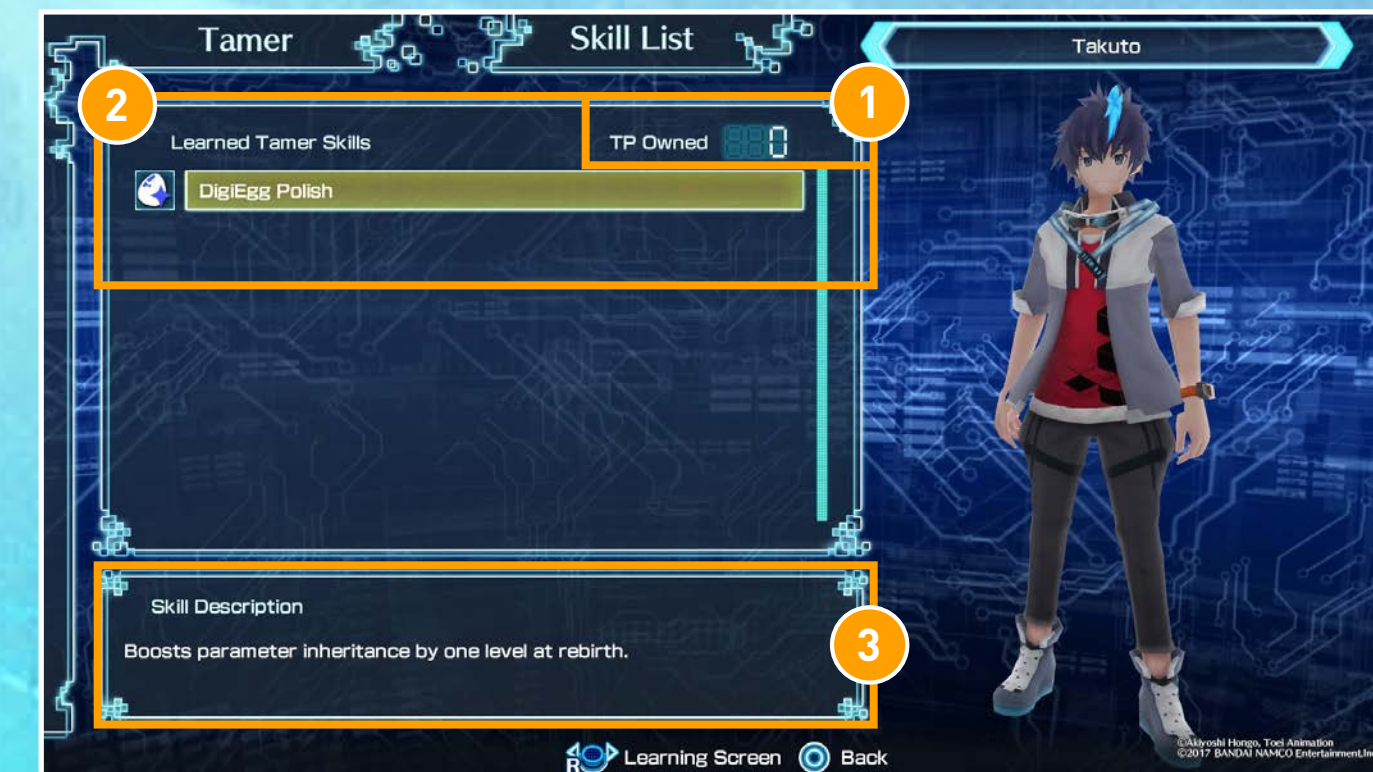 Tamer
Skill List
Takuto
2
1
Learned Tamer Skills
TP Owned 0
DigiEgg Polish
Skill Description
Boosts parameter inheritance by one level at rebirth.
3
R Learning Screen Back
©Akiyoshi Hongo, Toei Animation
©2017 BANDAI NAMCO Entertainment.Inc